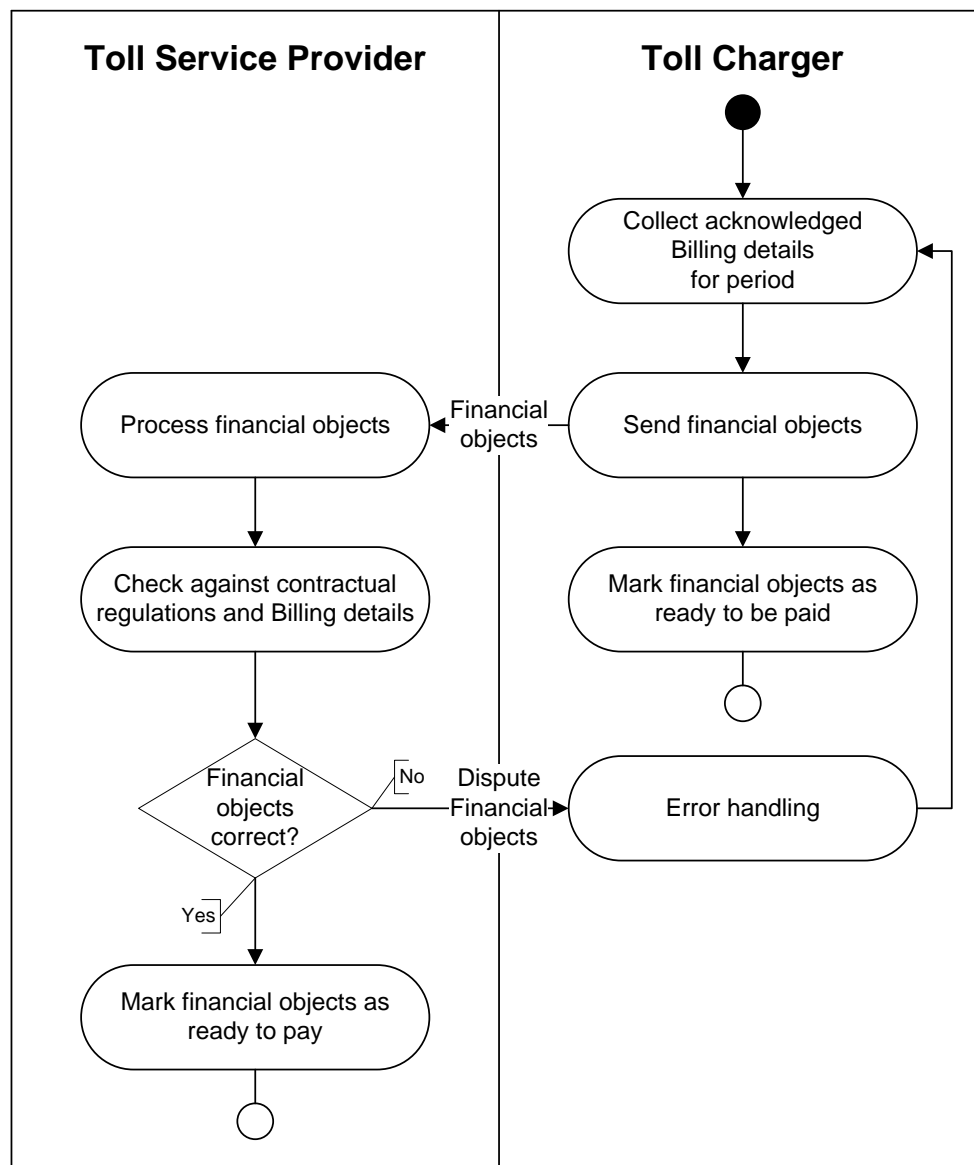 Toll Service Provider
Toll Charger
Collect acknowledged
Billing details
for period
Process financial objects
Financial
objects
Send financial objects
Check against contractual
regulations and Billing details
Mark financial objects as
ready to be paid
Financial
objects
correct?
No
Dispute
Financial
objects
Error handling
Yes
Mark financial objects as
ready to pay